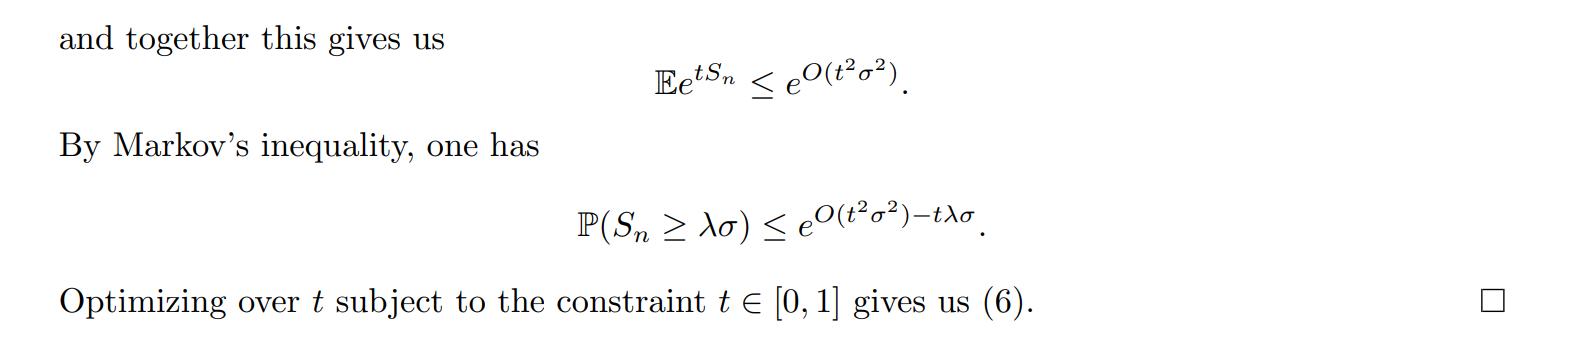 and together this gives us
𝔼e^{tS_n} ≤ e^{O(t²σ²)}.
By Markov's inequality, one has
ℙ(S_n ≥ λσ) ≤ e^{O(t²σ²)−tλσ}.
Optimizing over t subject to the constraint t ∈ [0, 1] gives us (6). □